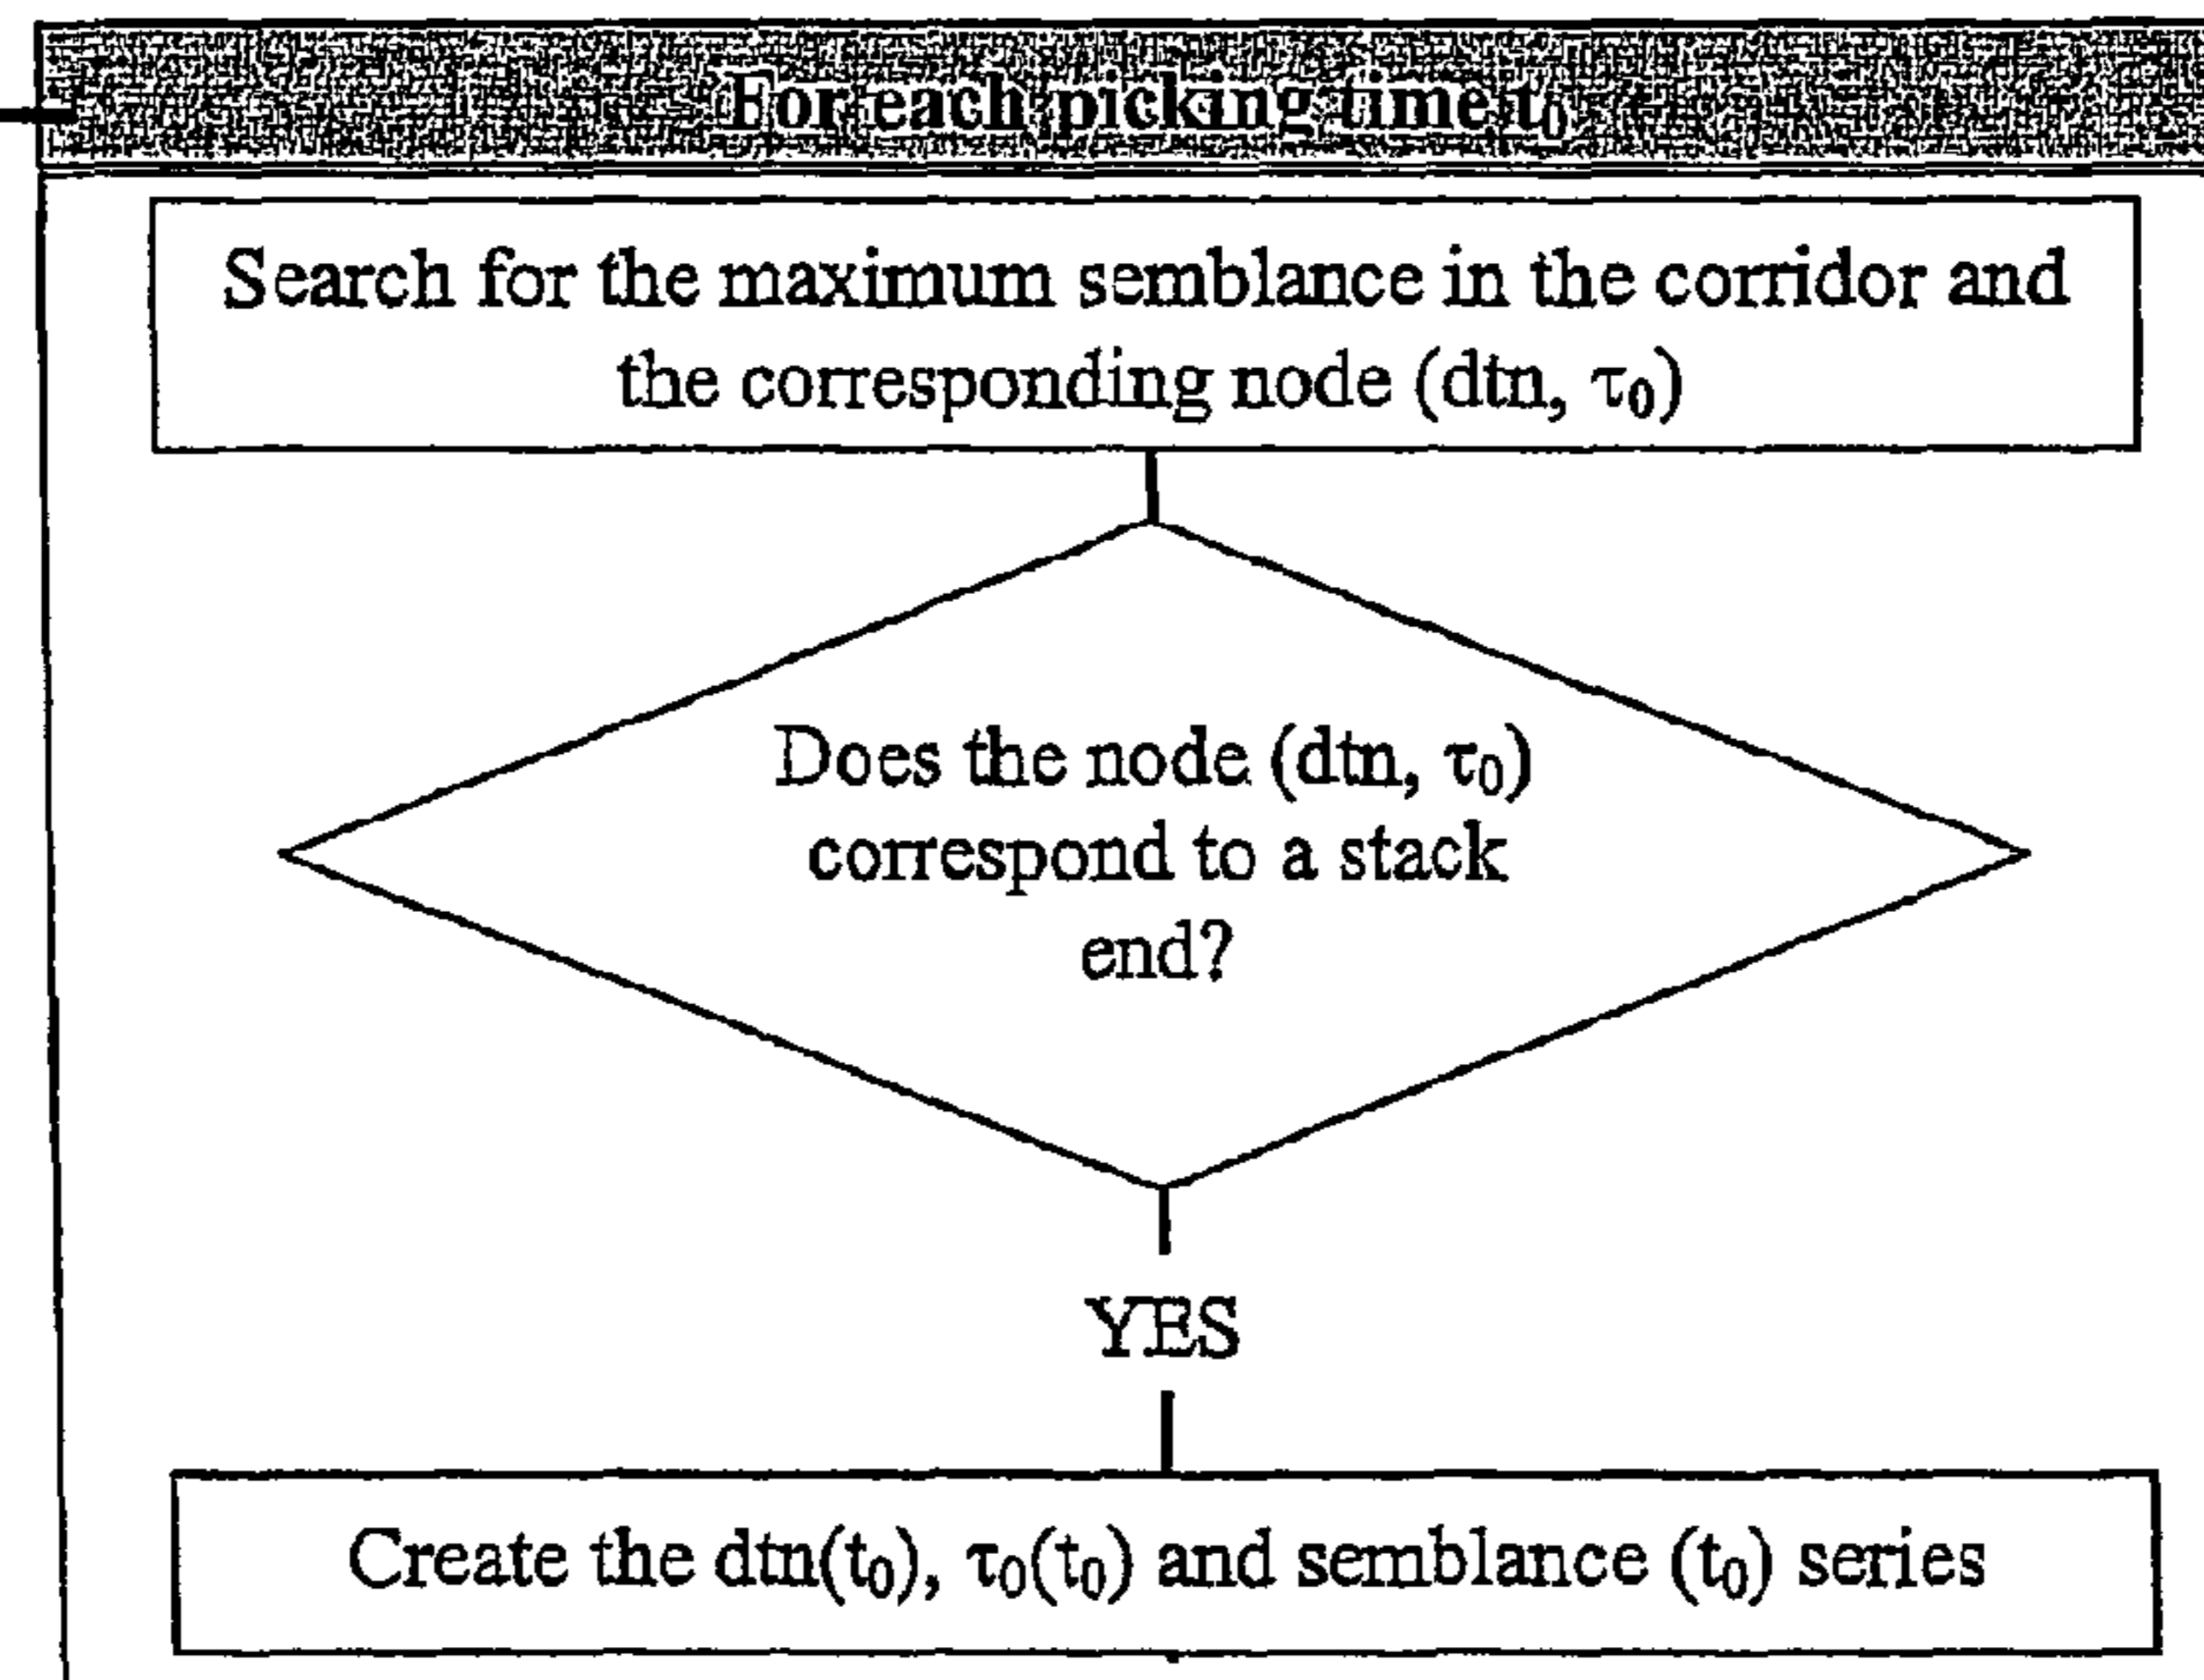 For each picking time t₀
Search for the maximum semblance in the corridor and
the corresponding node (dtn, τ₀)
Does the node (dtn, τ₀)
correspond to a stack
end?
YES
Create the dtn(t₀), τ₀(t₀) and semblance (t₀) series